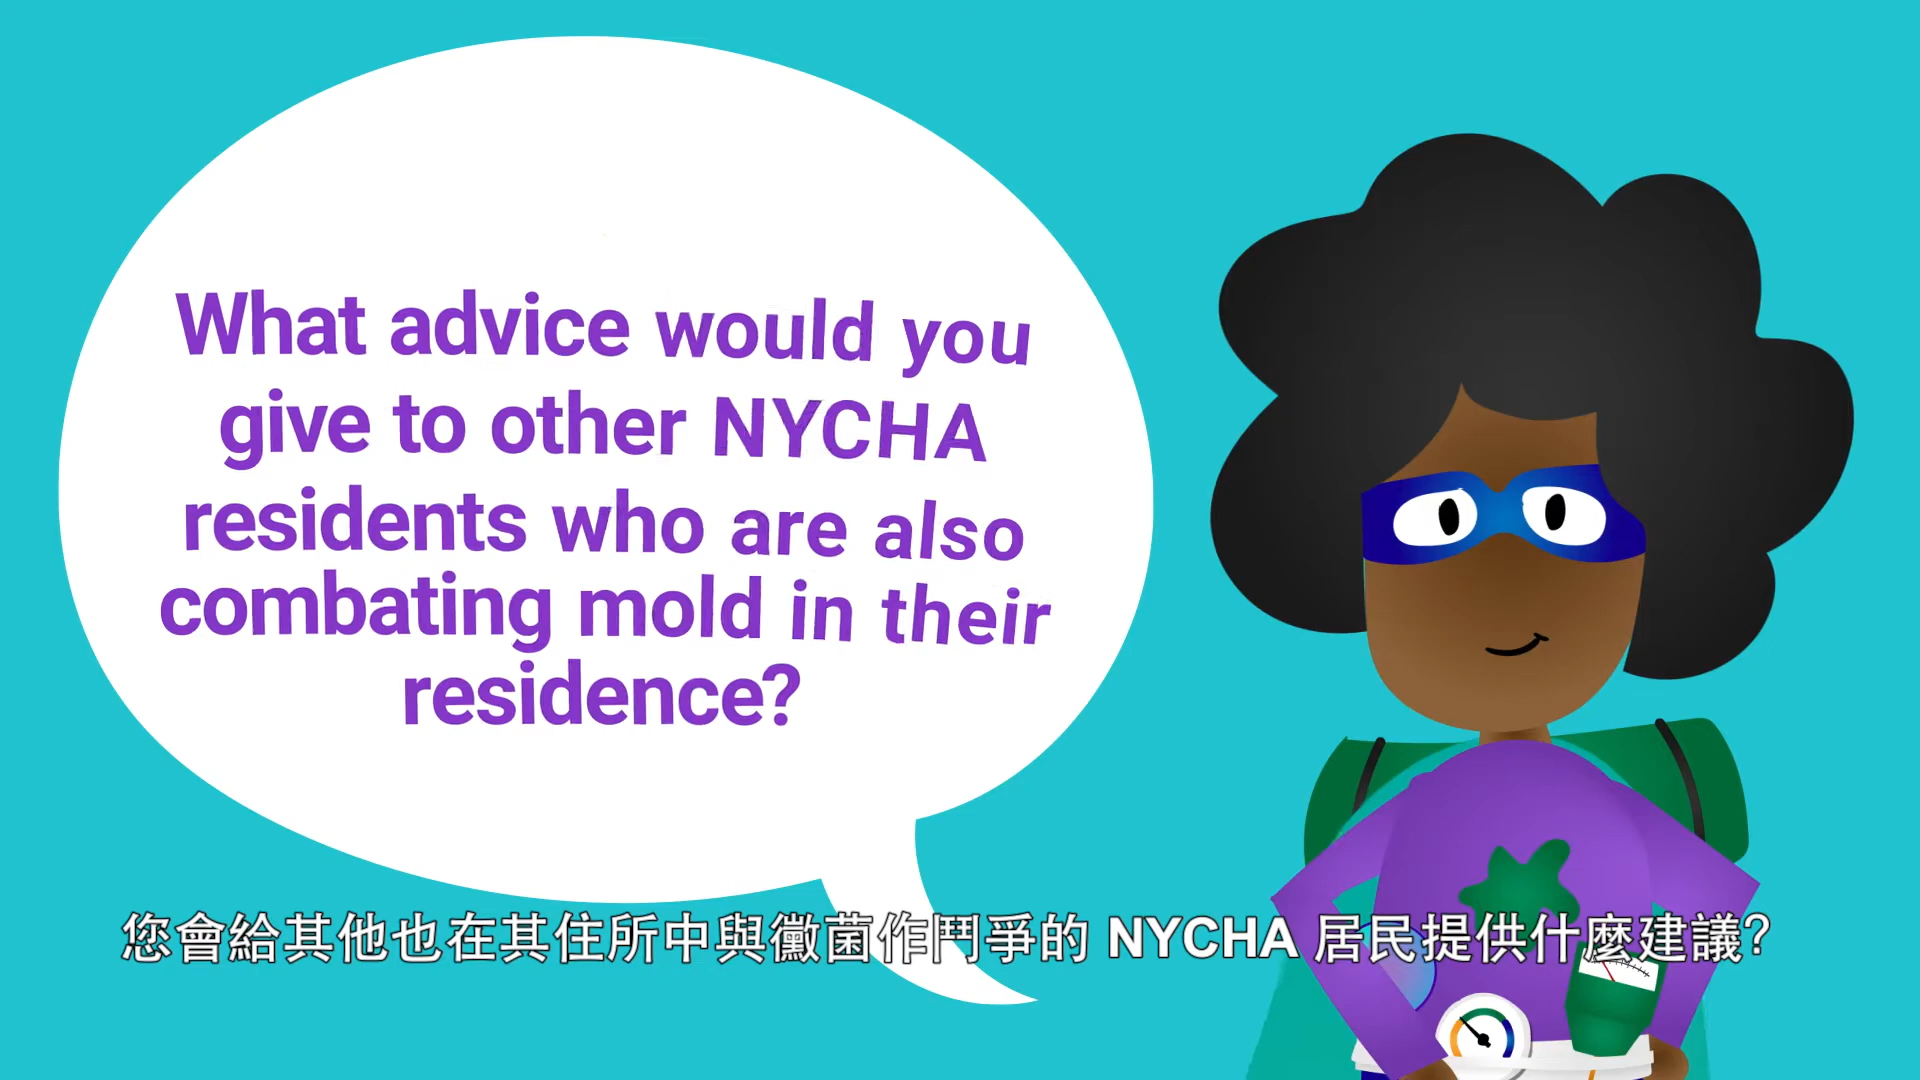 What advice would you
give to other NYCHA
residents who are also
combating mold in their
residence?
您會給其他也在其住所中與黴菌作鬥爭的 NYCHA 居民提供什麼建議?